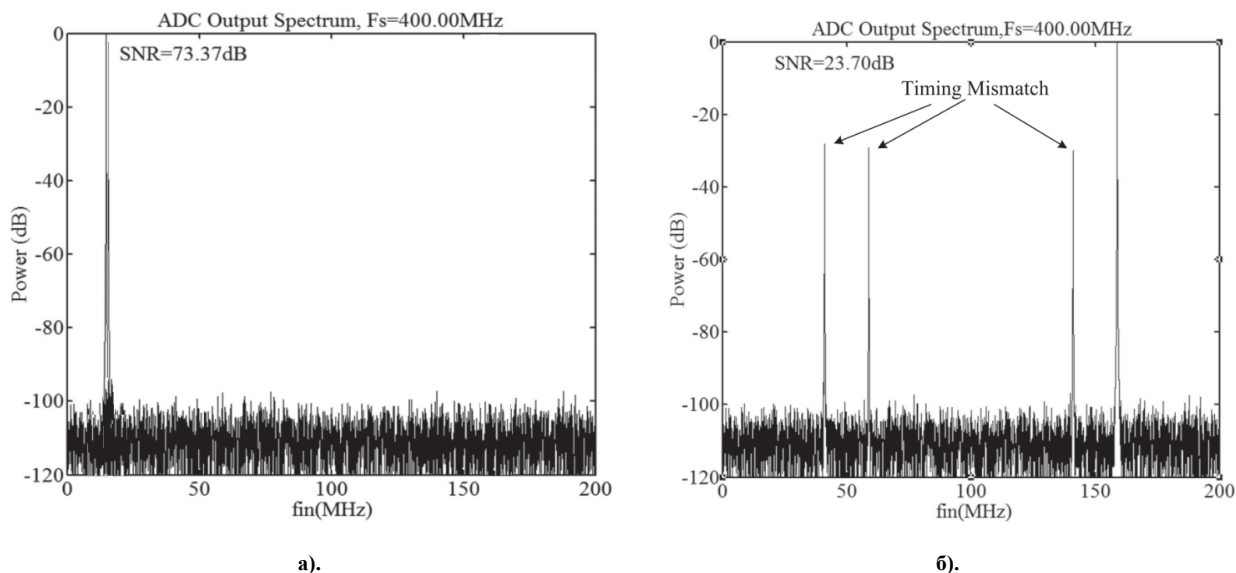 ADC Output Spectrum, Fs=400.00MHz
SNR=73.37dB
0
-20
-40
-60
-80
-100
-120
Power (dB)
0 50 100 150 200
fin(MHz)
а).
ADC Output Spectrum,Fs=400.00MHz
SNR=23.70dB
Timing Mismatch
0
-20
-40
-60
-80
-100
-120
Power (dB)
0 50 100 150 200
fin(MHz)
б).